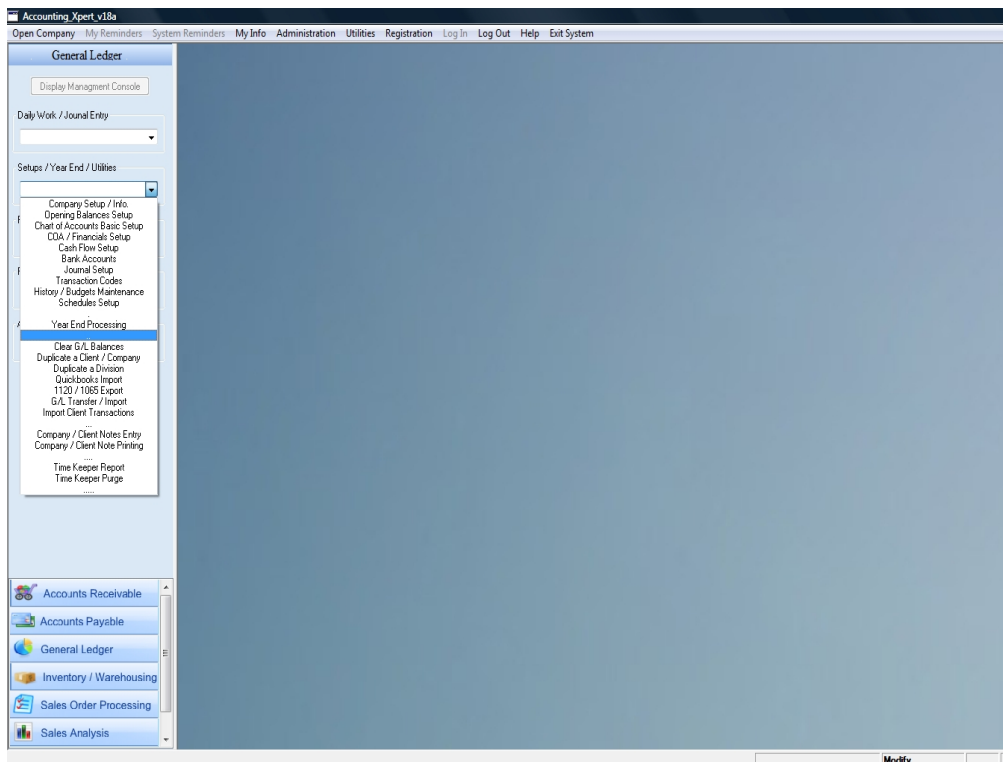 Accounting_Xpert_v18a
Open Company My Reminders System Reminders My Info Administration Utilities Registration Log In Log Out Help Exit System
General Ledger
Display Managment Console
Daily Work / Jounal Entry
Setups / Year End / Utilities
Company Setup / Info.
Opening Balances Setup
Chart of Accounts Basic Setup
COA / Financials Setup
Cash Flow Setup
Bank Accounts
Journal Setup
Transaction Codes
History / Budgets Maintenance
Schedules Setup
.
Year End Processing
..
Clear G/L Balances
Duplicate a Client / Company
Duplicate a Division
Quickbooks Import
1120 / 1065 Export
G/L Transfer / Import
Import Client Transactions
...
Company / Client Notes Entry
Company / Client Note Printing
....
Time Keeper Report
Time Keeper Purge
.....
Accounts Receivable
Accounts Payable
General Ledger
Inventory / Warehousing
Sales Order Processing
Sales Analysis
Modify